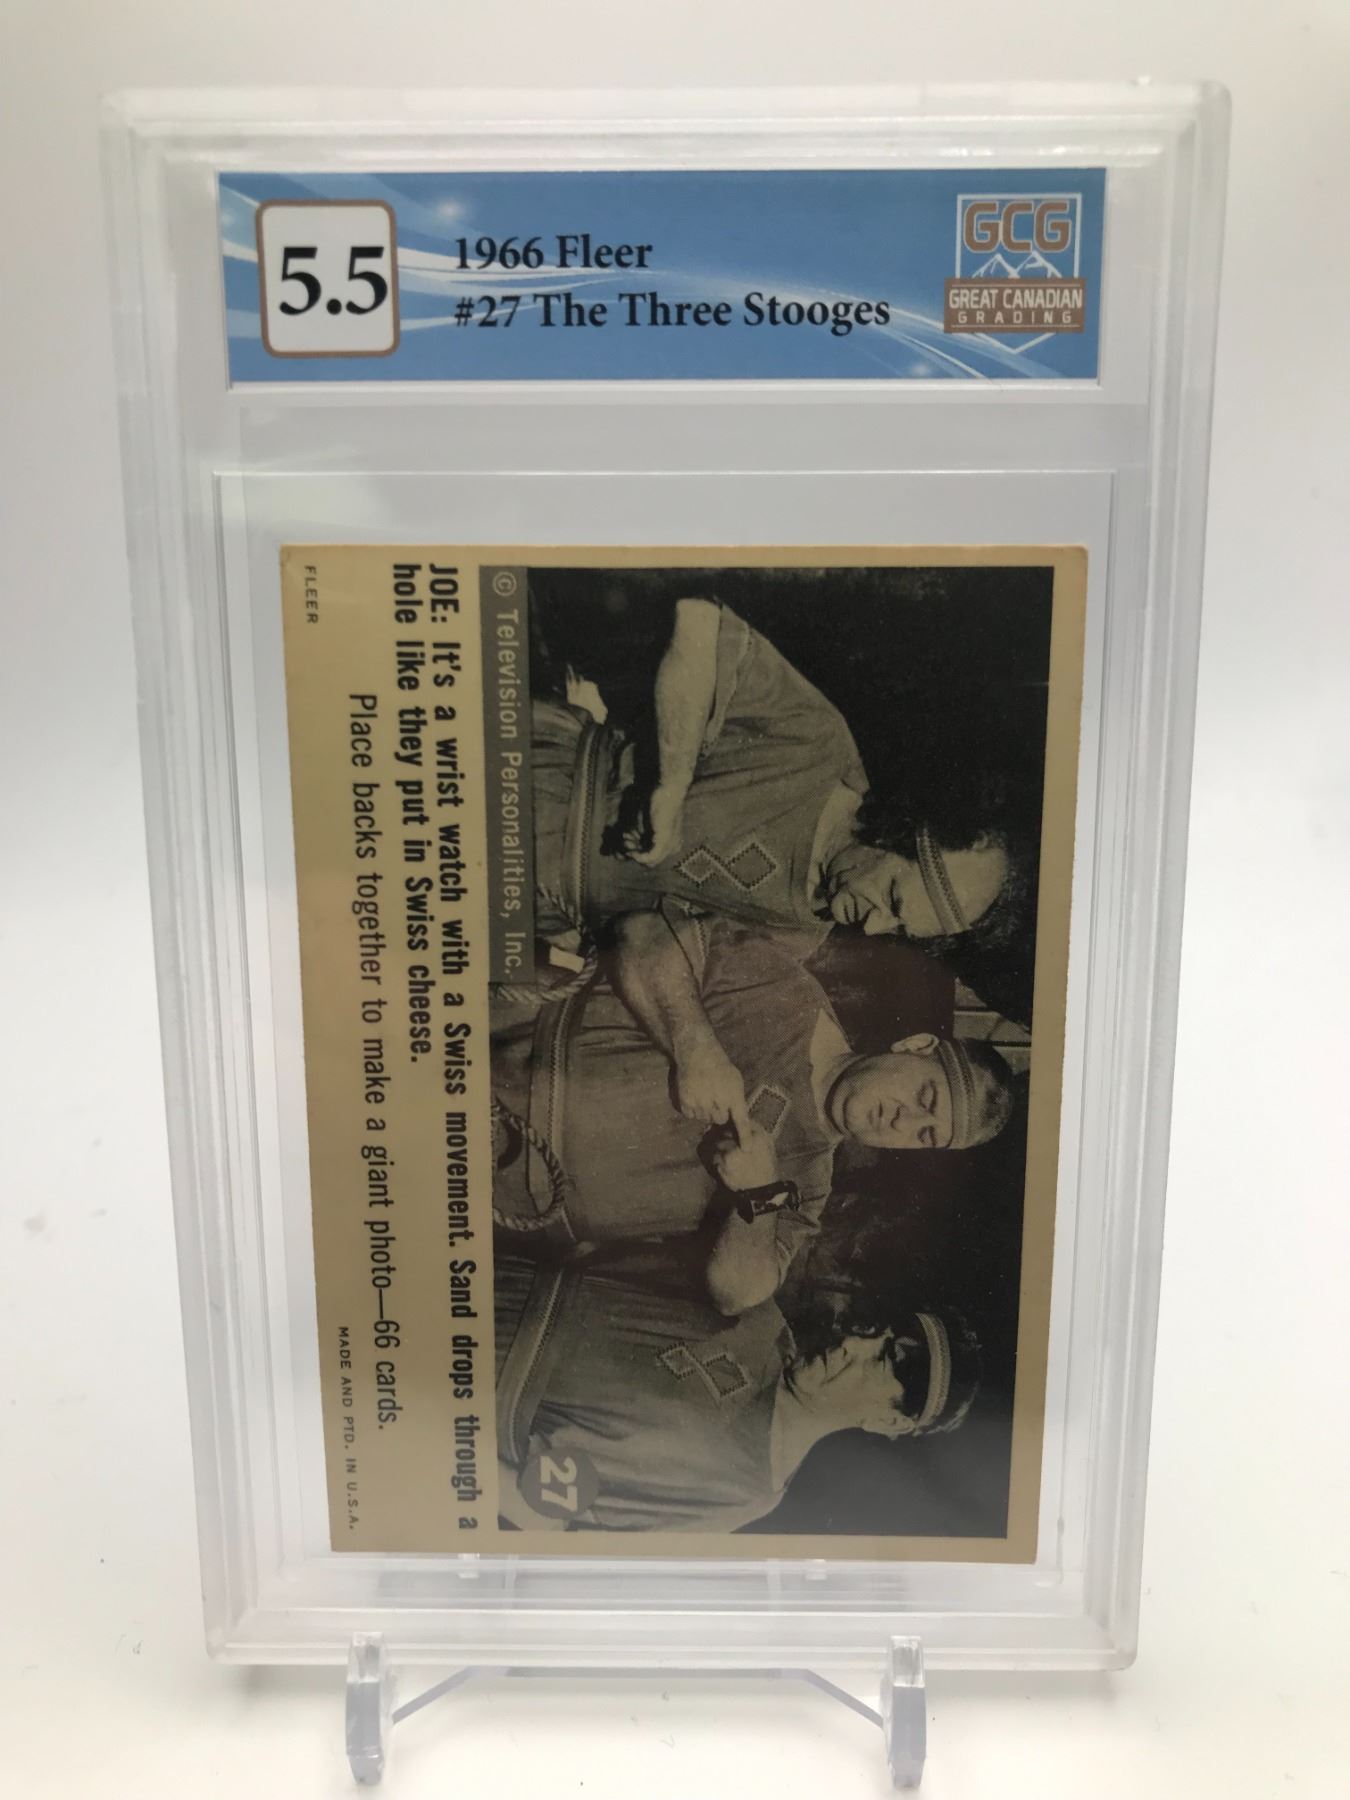 5.5
1966 Fleer
#27 The Three Stooges
GCG
GREAT CANADIAN
GRADING
© Television Personalities, Inc.
27
JOE: It's a wrist watch with a Swiss movement. Sand drops through a
hole like they put in Swiss cheese.
Place backs together to make a giant photo—66 cards.
FLEER
MADE AND PTD. IN U.S.A.